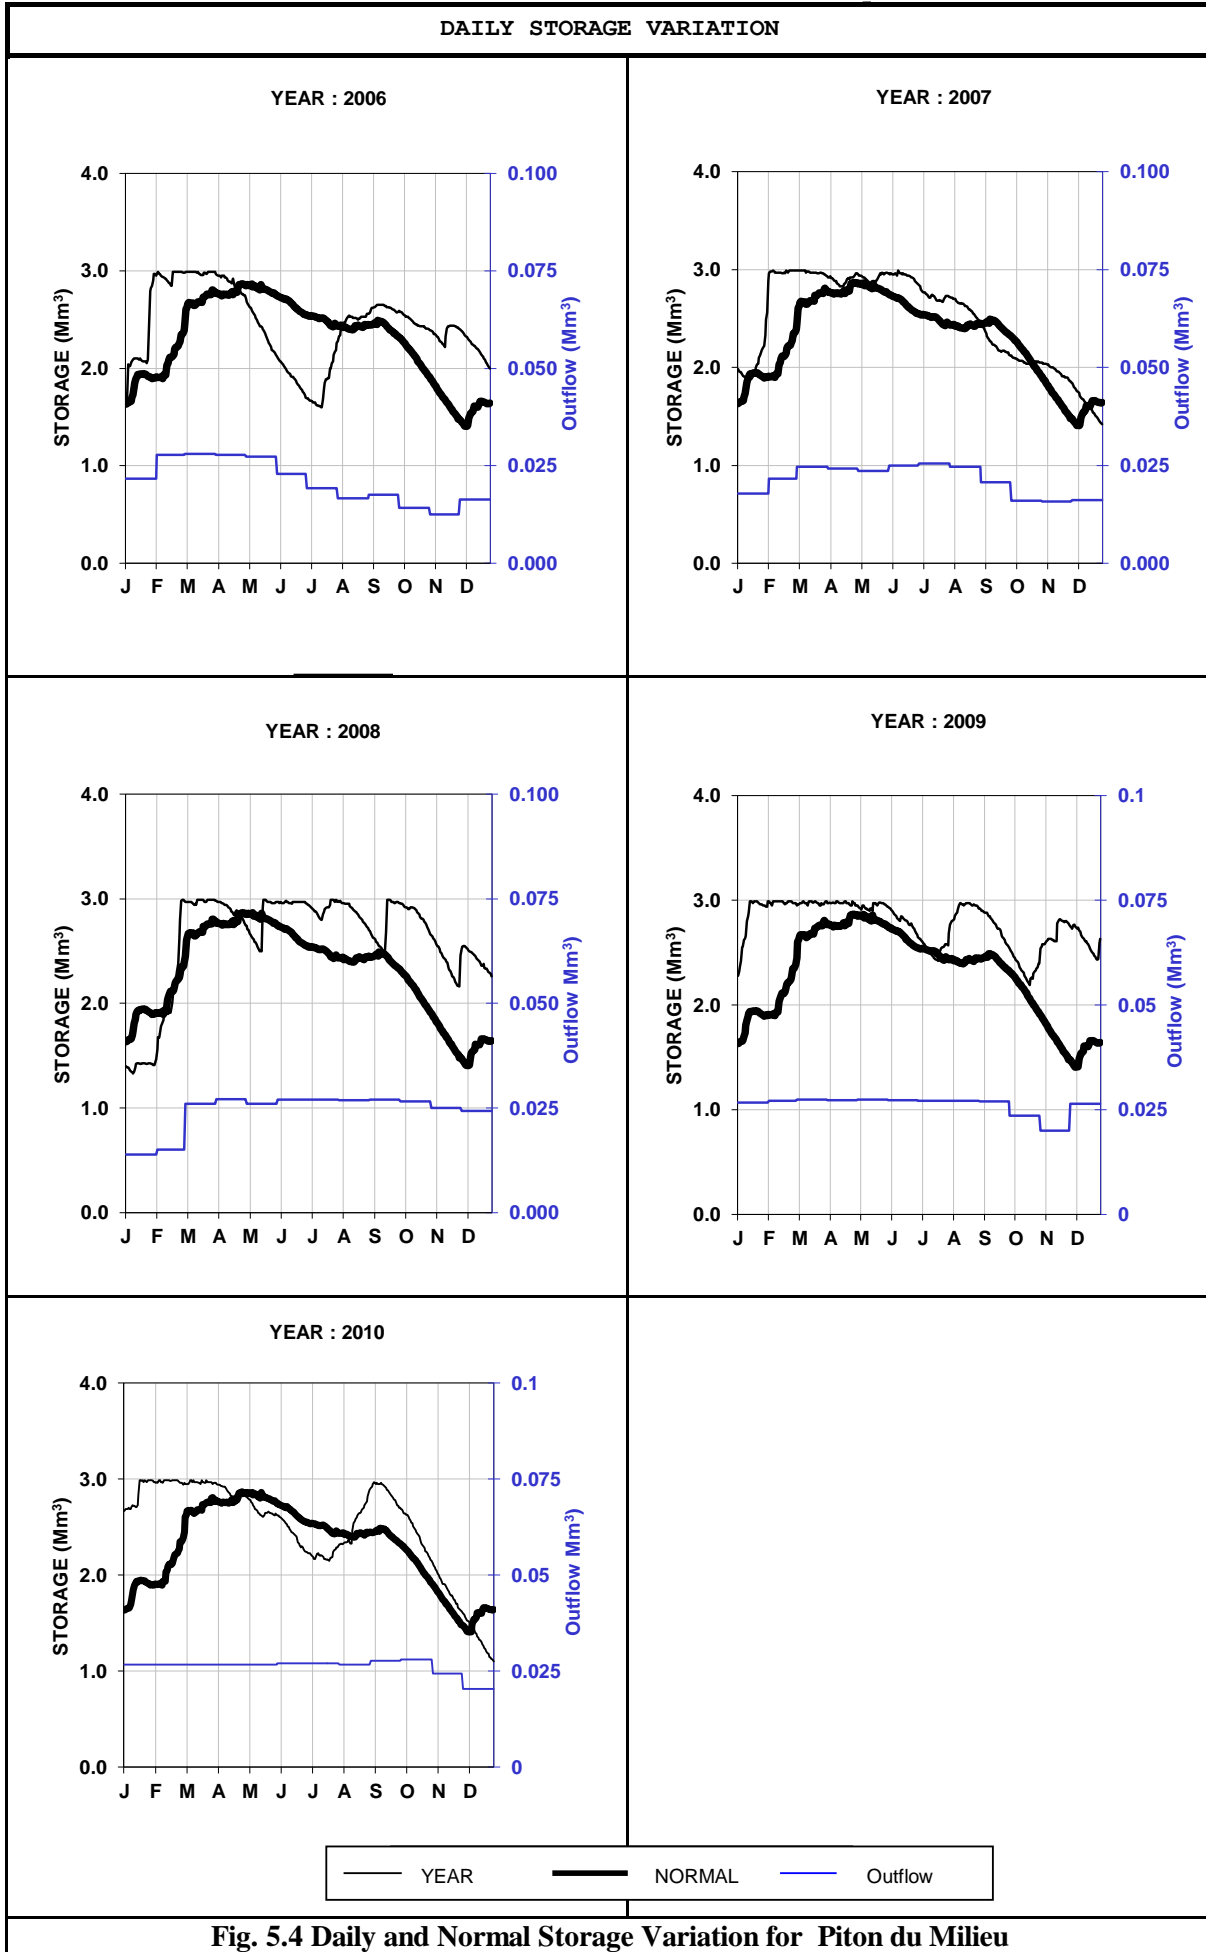 DAILY STORAGE VARIATION
YEAR : 2006
4.0
3.0
2.0
1.0
0.0
STORAGE (Mm³)
0.100
0.075
0.050
0.025
0.000
Outflow (Mm³)
J F M A M J J A S O N D
YEAR : 2007
4.0
3.0
2.0
1.0
0.0
STORAGE (Mm³)
0.100
0.075
0.050
0.025
0.000
Outflow (Mm³)
J F M A M J J A S O N D
YEAR : 2008
4.0
3.0
2.0
1.0
0.0
STORAGE (Mm³)
0.100
0.075
0.050
0.025
0.000
Outflow Mm³)
J F M A M J J A S O N D
YEAR : 2009
4.0
3.0
2.0
1.0
0.0
STORAGE (Mm³)
0.1
0.075
0.05
0.025
0
Outflow (Mm³)
J F M A M J J A S O N D
YEAR : 2010
4.0
3.0
2.0
1.0
0.0
STORAGE (Mm³)
0.1
0.075
0.05
0.025
0
Outflow Mm³)
J F M A M J J A S O N D
YEAR NORMAL Outflow
Fig. 5.4 Daily and Normal Storage Variation for Piton du Milieu